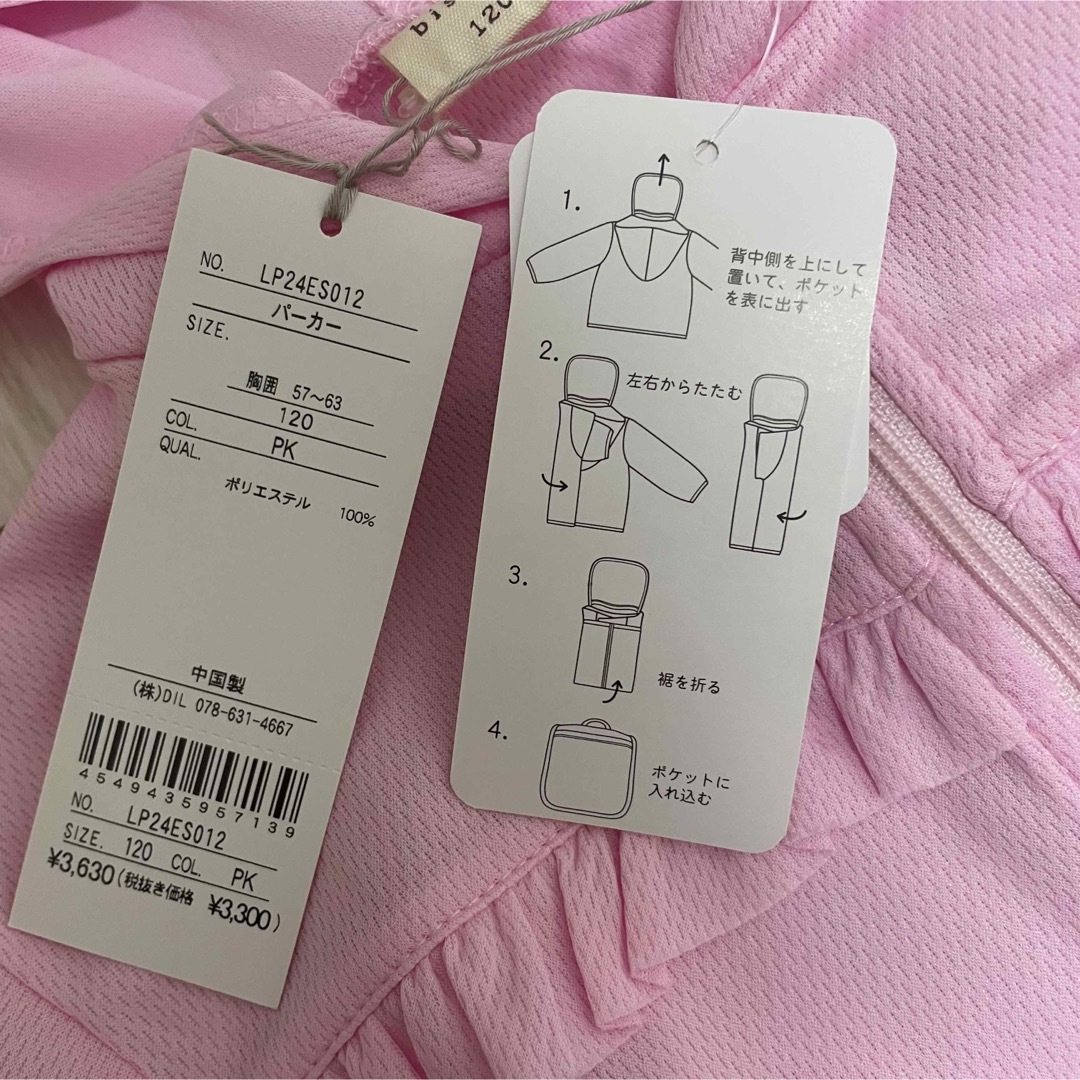 120
NO. LP24ES012
パーカー
SIZE.
胸囲 57～63
120
COL. PK
QUAL.
ポリエステル 100%
中国製
(株)DIL 078-631-4667
4549435957139
NO. LP24ES012
SIZE. 120 COL. PK
¥3,630(税抜き価格 ¥3,300)
1.
背中側を上にして
置いて、ポケット
を表に出す
2.
左右からたたむ
3.
裾を折る
4.
ポケットに
入れ込む